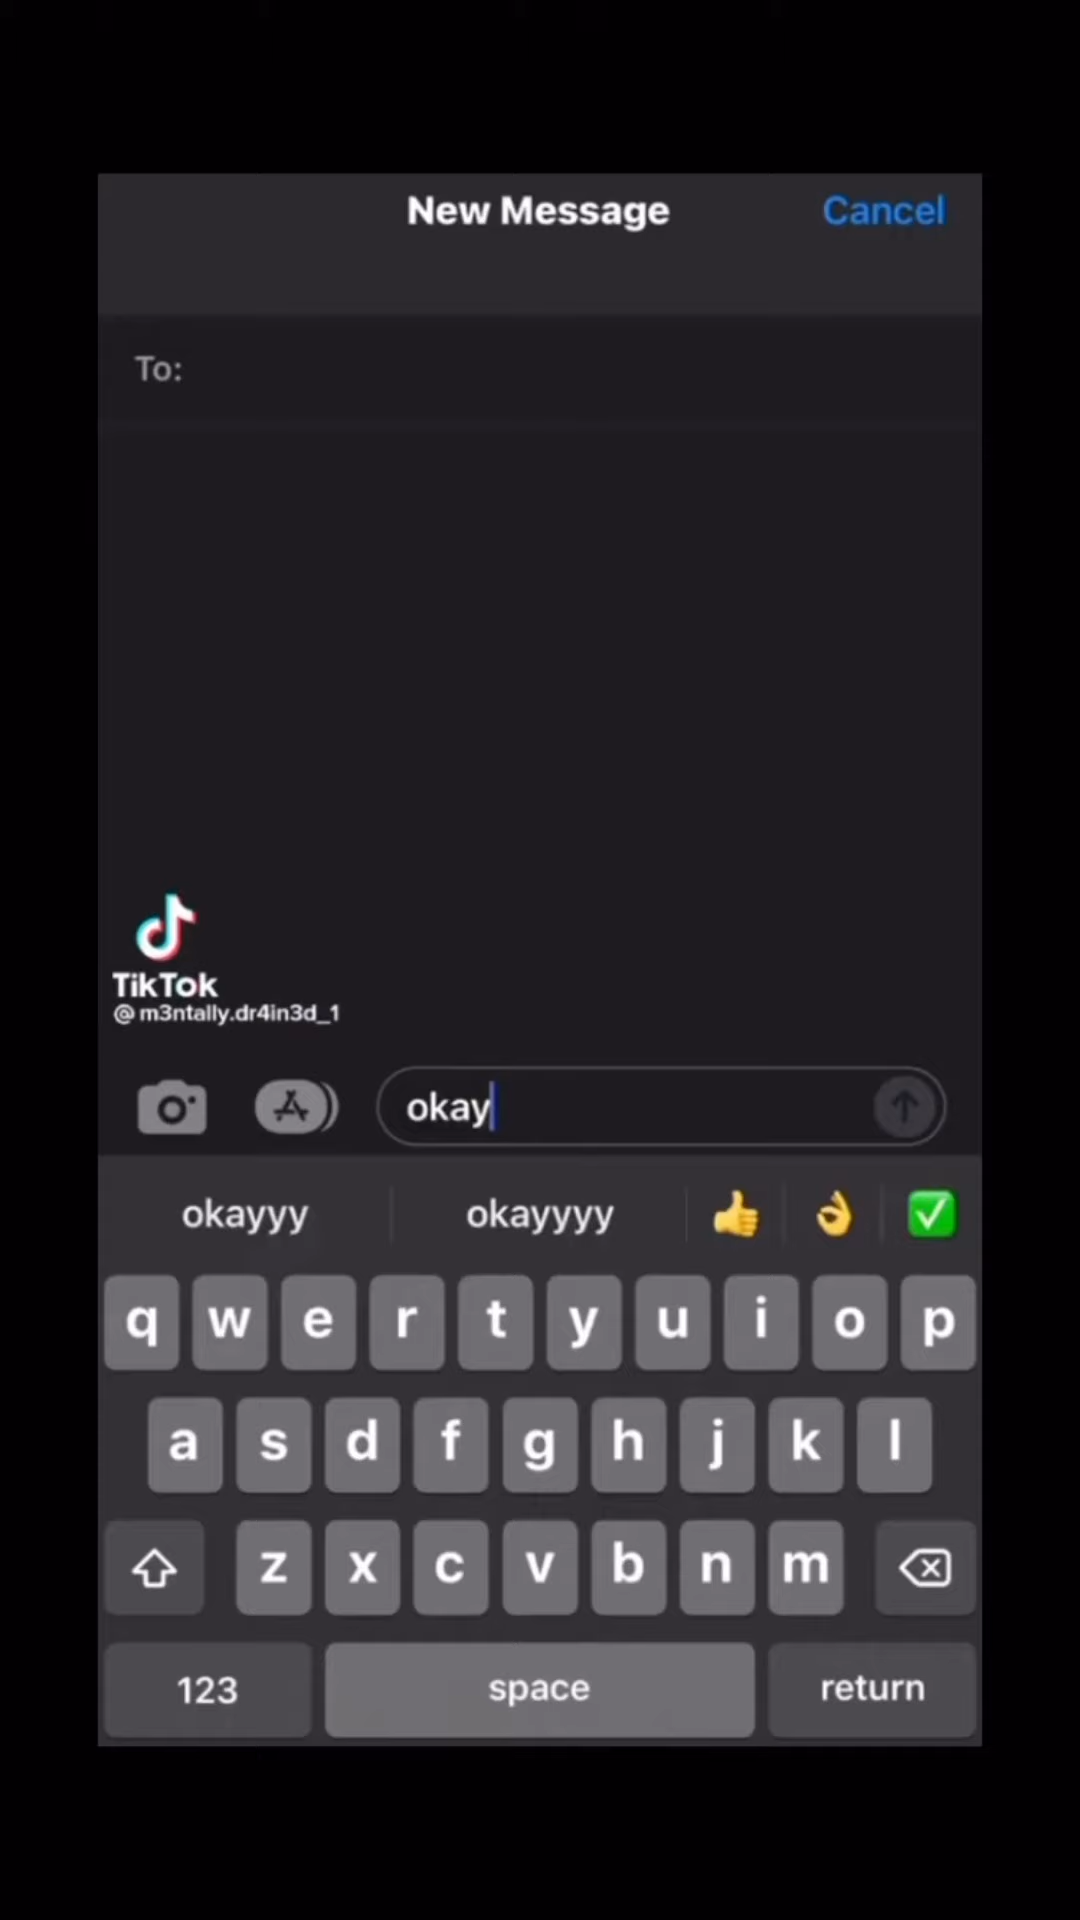 New Message
Cancel
To:
TikTok
@m3ntally.dr4in3d_1
okay
okayyy okayyyy 👍 👌 ✅
q w e r t y u i o p
a s d f g h j k l
z x c v b n m
123 space return